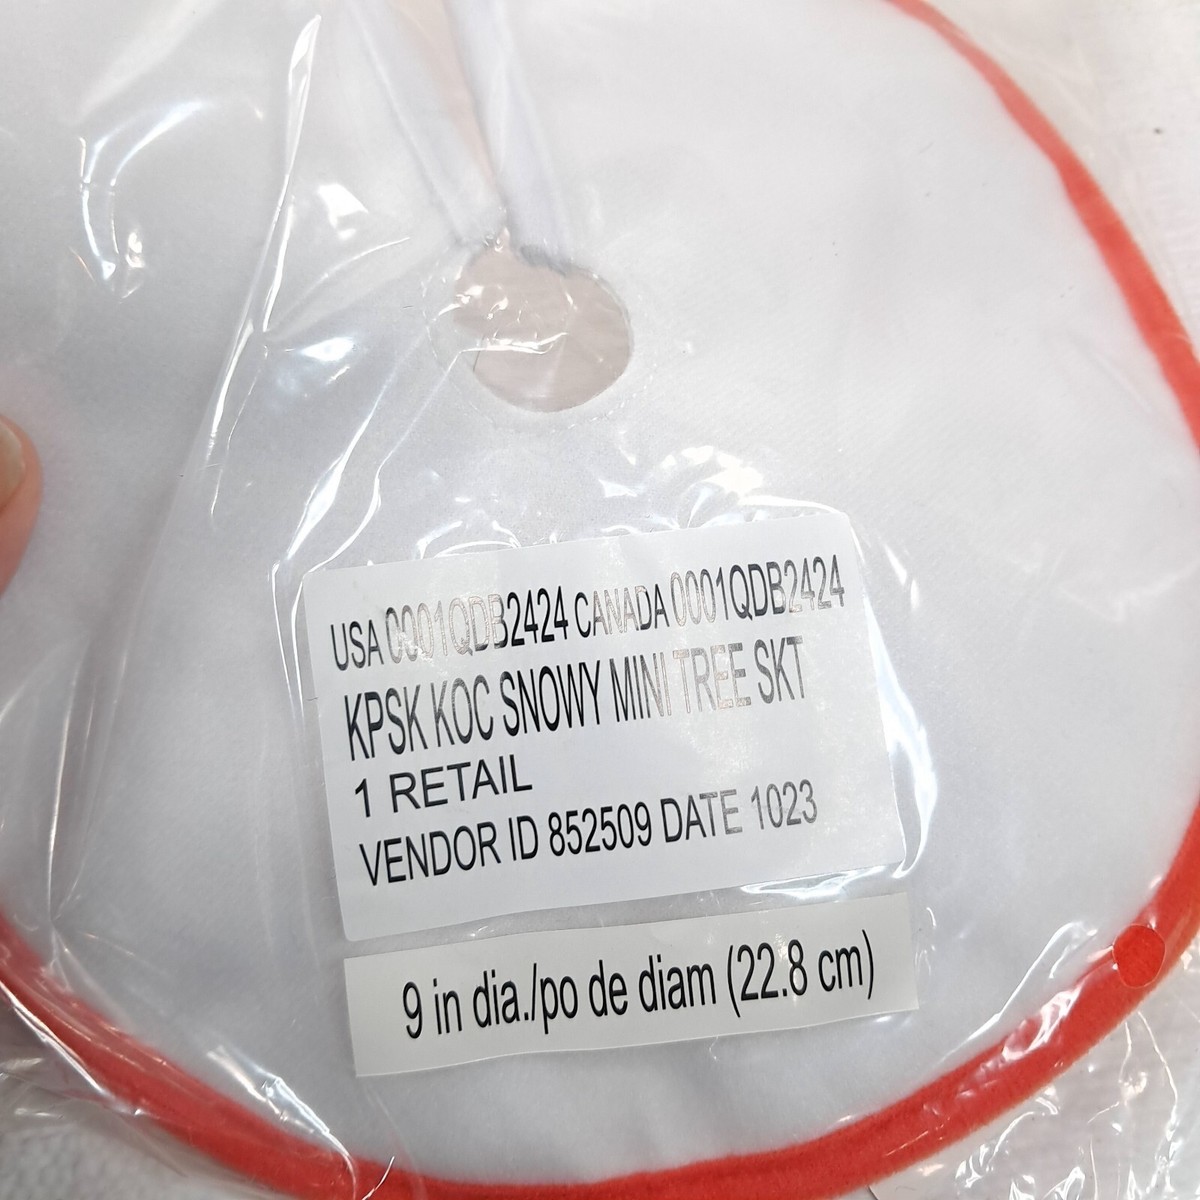 USA 0001QDB2424 CANADA 0001QDB2424
KPSK KOC SNOWY MINI TREE SKT
1 RETAIL
VENDOR ID 852509 DATE 1023
9 in dia./po de diam (22.8 cm)